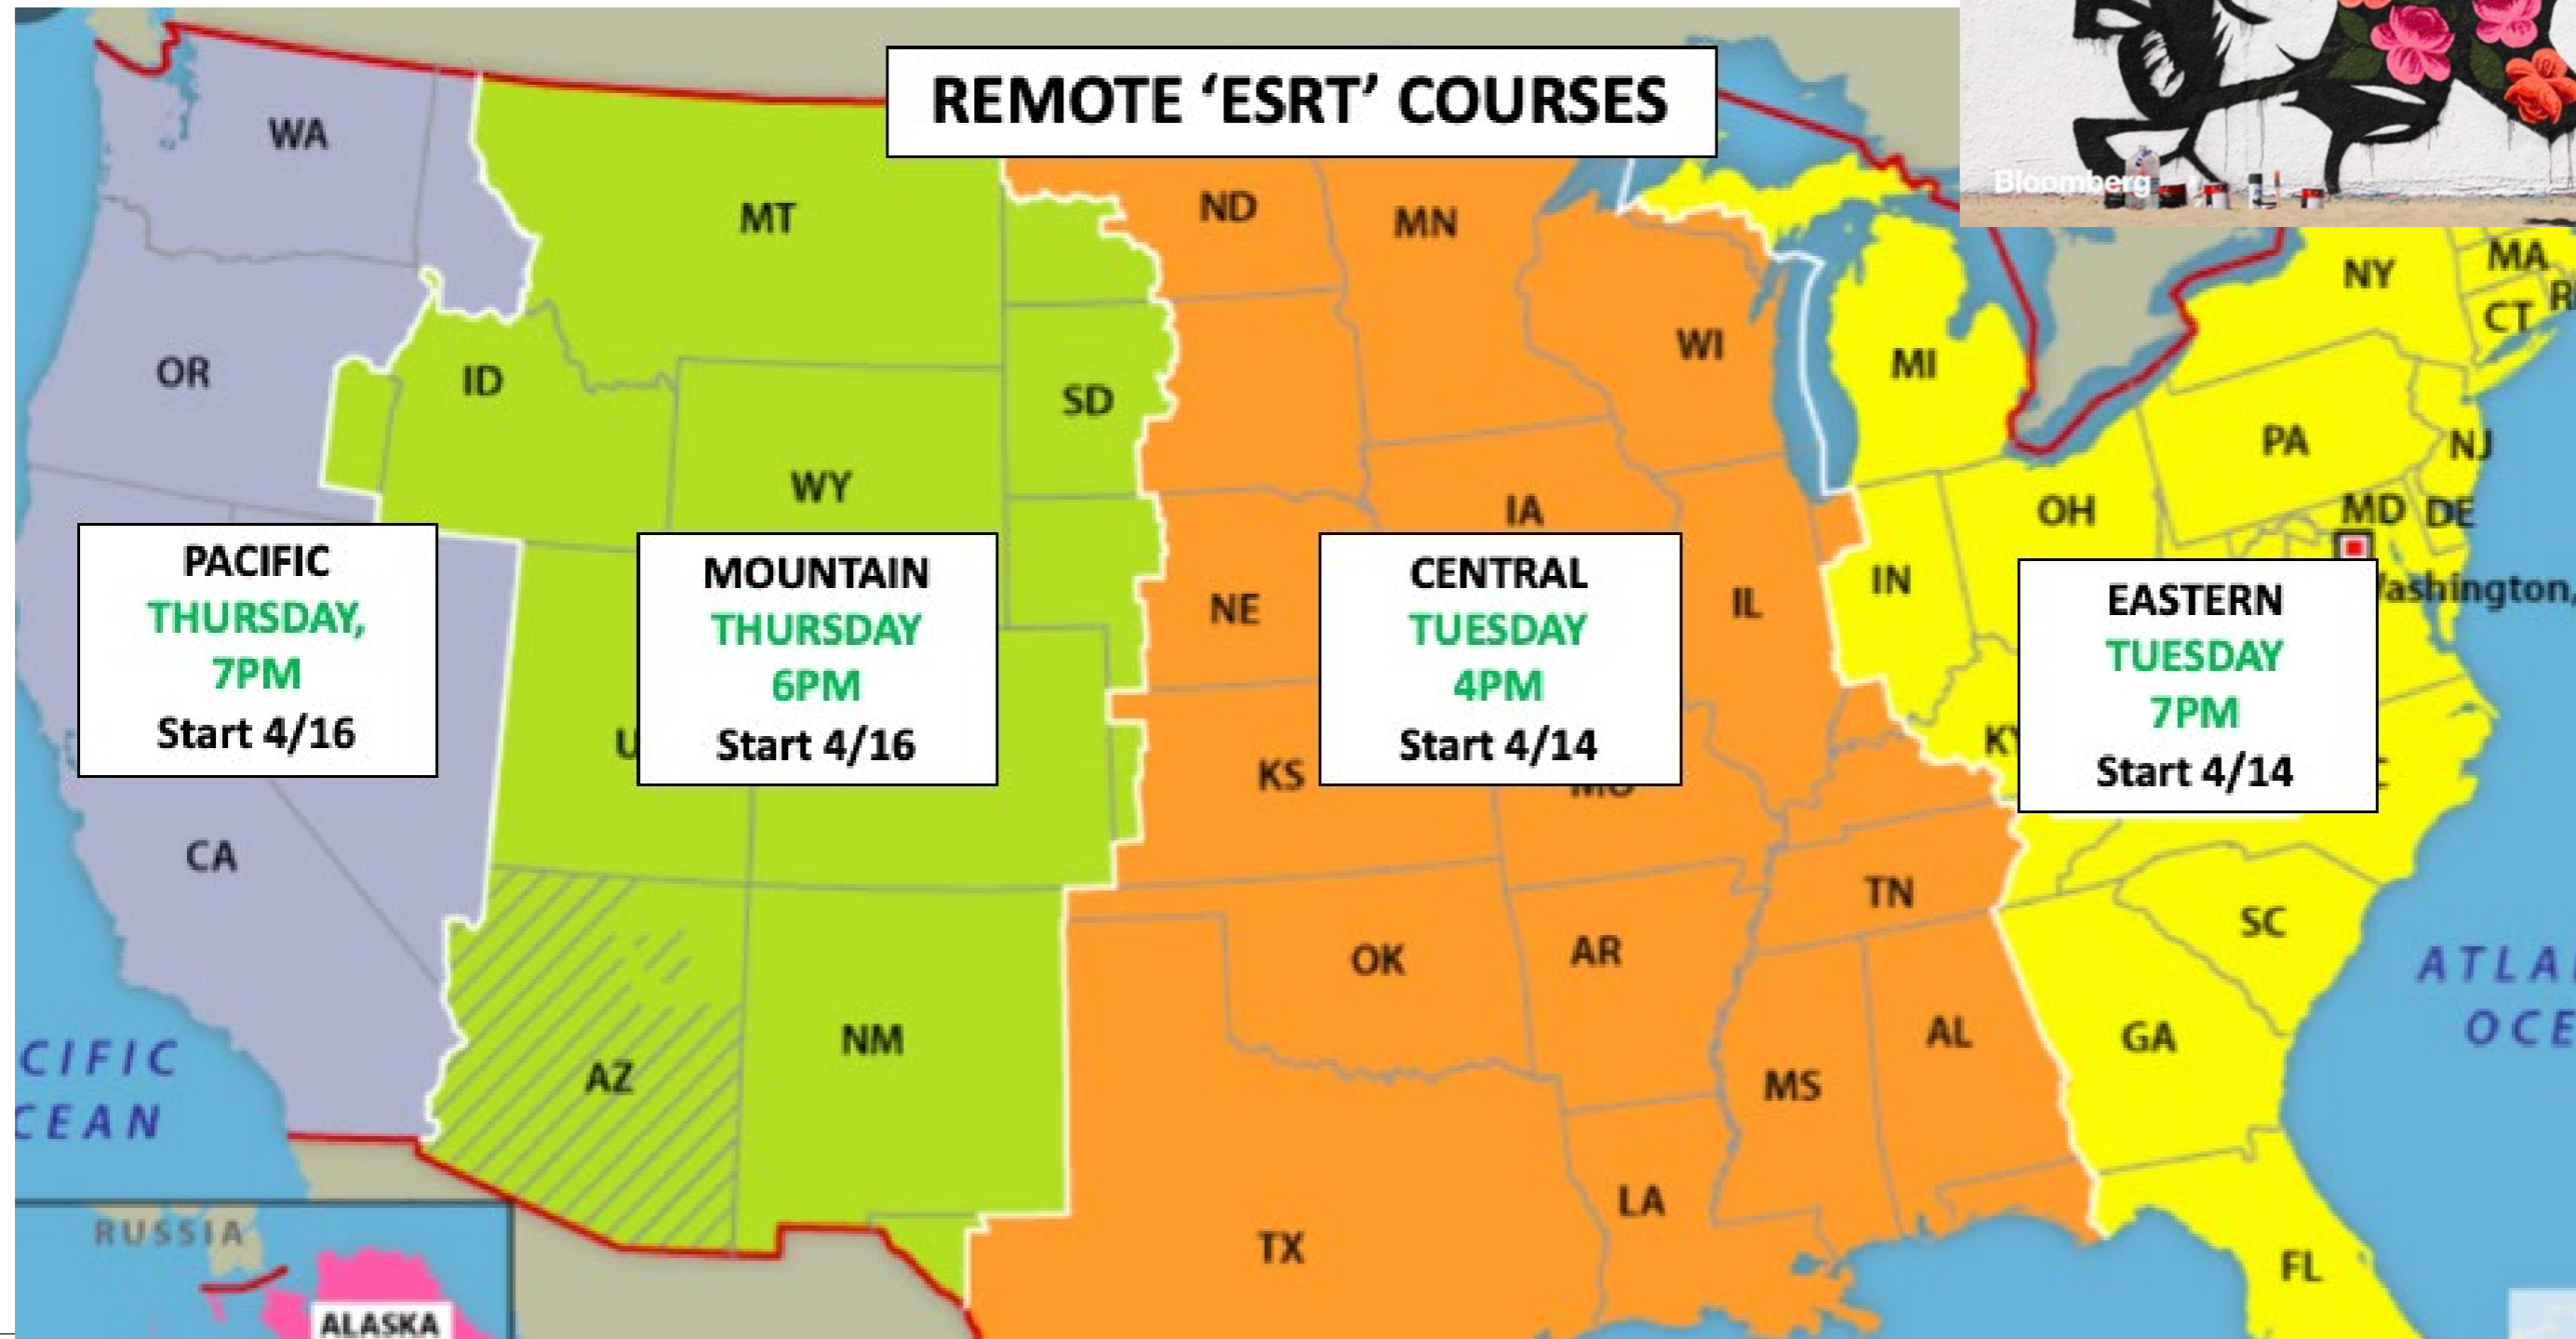 REMOTE ‘ESRT’ COURSES
Bloomberg
WA
MT
ND
MN
OR
ID
SD
WI
MI
NY
MA
CT
WY
IA
PA
NJ
OH
MD
DE
NE
IL
IN
PACIFIC
THURSDAY,
7PM
Start 4/16
MOUNTAIN
THURSDAY
6PM
Start 4/16
CENTRAL
TUESDAY
4PM
Start 4/14
EASTERN
TUESDAY
7PM
Start 4/14
KS
CA
OK
AR
TN
SC
AZ
NM
MS
AL
GA
TX
LA
FL
RUSSIA
ALASKA